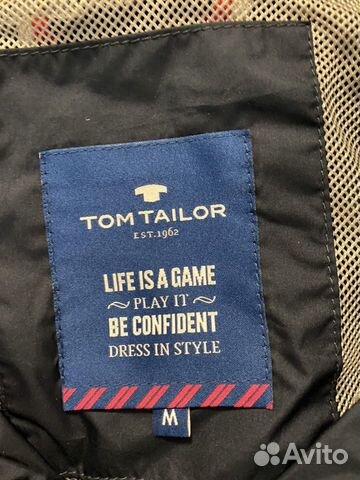 TOM TAILOR
EST.1962
LIFE IS A GAME
~ PLAY IT ~
BE CONFIDENT
DRESS IN STYLE
M
Avito